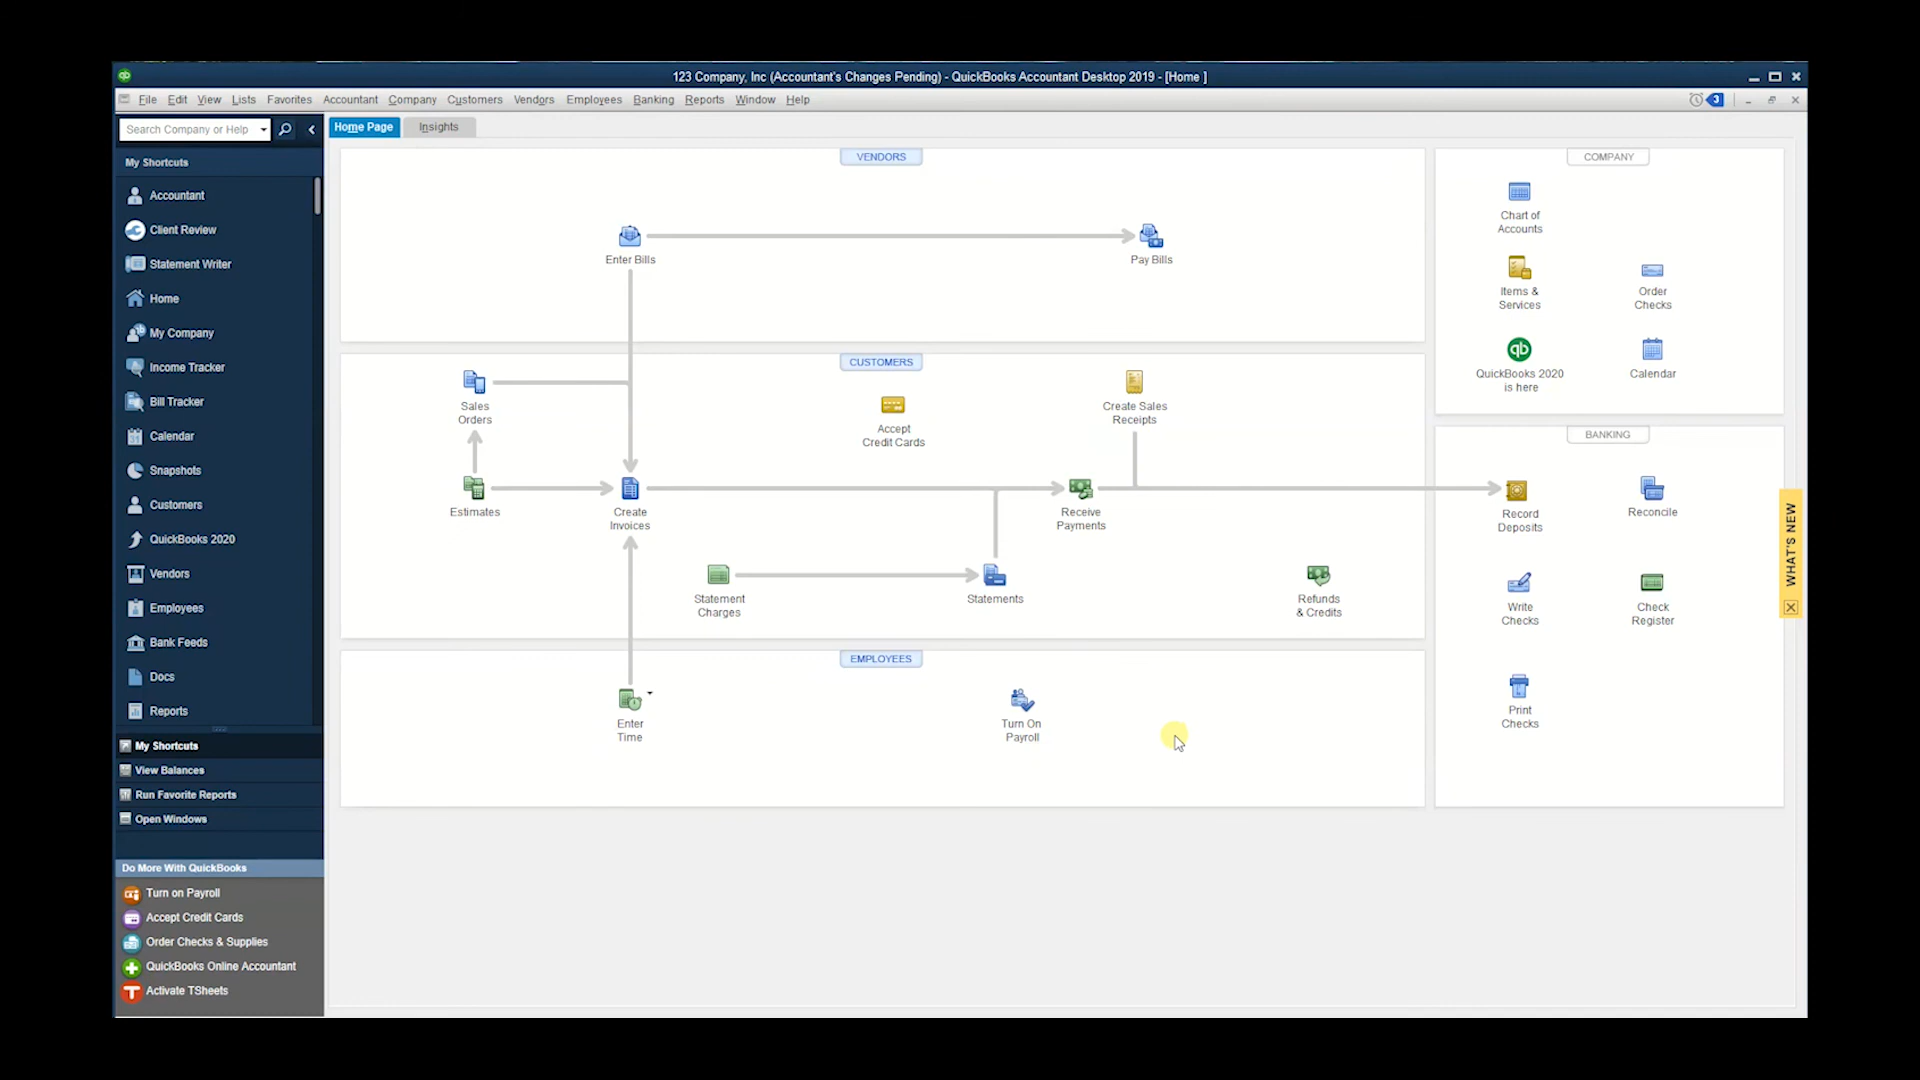 123 Company, Inc (Accountant's Changes Pending) - QuickBooks Accountant Desktop 2019 - [Home ]
File Edit View Lists Favorites Accountant Company Customers Vendors Employees Banking Reports Window Help
3
Search Company or Help
Home Page
Insights
My Shortcuts
Accountant
Client Review
Statement Writer
Home
My Company
Income Tracker
Bill Tracker
Calendar
Snapshots
Customers
QuickBooks 2020
Vendors
Employees
Bank Feeds
Docs
Reports
My Shortcuts
View Balances
Run Favorite Reports
Open Windows
Do More With QuickBooks
Turn on Payroll
Accept Credit Cards
Order Checks & Supplies
QuickBooks Online Accountant
Activate TSheets
VENDORS
Enter Bills
Pay Bills
CUSTOMERS
Sales
Orders
Accept
Credit Cards
Create Sales
Receipts
Estimates
Create
Invoices
Receive
Payments
Statement
Charges
Statements
Refunds
& Credits
EMPLOYEES
Enter
Time
Turn On
Payroll
COMPANY
Chart of
Accounts
Items &
Services
Order
Checks
qb
QuickBooks 2020
is here
Calendar
BANKING
Record
Deposits
Reconcile
Write
Checks
Check
Register
Print
Checks
WHAT'S NEW